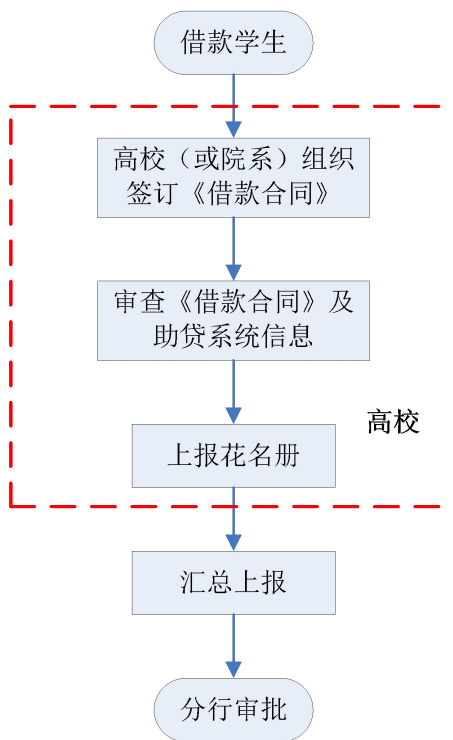 借款学生
高校（或院系）组织
签订《借款合同》
审查《借款合同》及
助贷系统信息
高校
上报花名册
汇总上报
分行审批